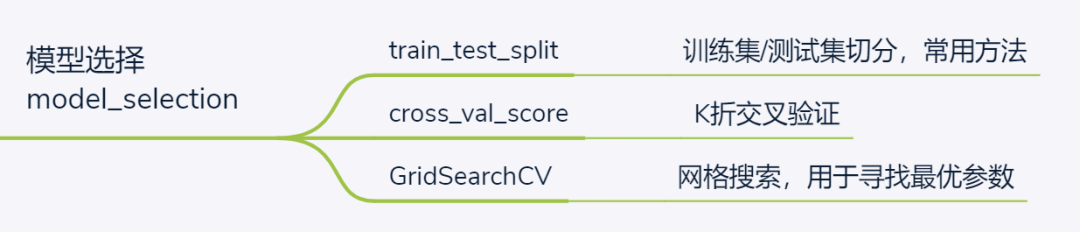 模型选择
model_selection
train_test_split 训练集/测试集切分，常用方法
cross_val_score K折交叉验证
GridSearchCV 网格搜索，用于寻找最优参数